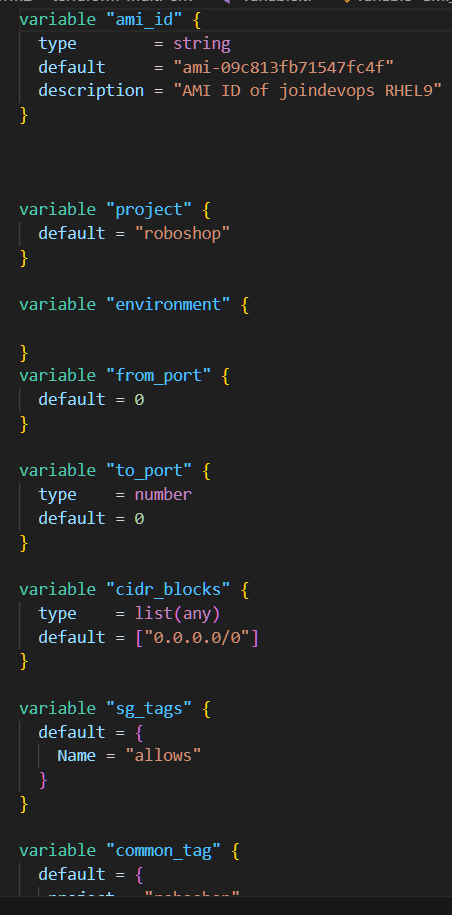 variable "ami_id" {
  type        = string
  default     = "ami-09c813fb71547fc4f"
  description = "AMI ID of joindevops RHEL9"
}
variable "project" {
  default = "roboshop"
}
variable "environment" {
}
variable "from_port" {
  default = 0
}
variable "to_port" {
  type    = number
  default = 0
}
variable "cidr_blocks" {
  type    = list(any)
  default = ["0.0.0.0/0"]
}
variable "sg_tags" {
  default = {
    Name = "allows"
  }
}
variable "common_tag" {
  default = {